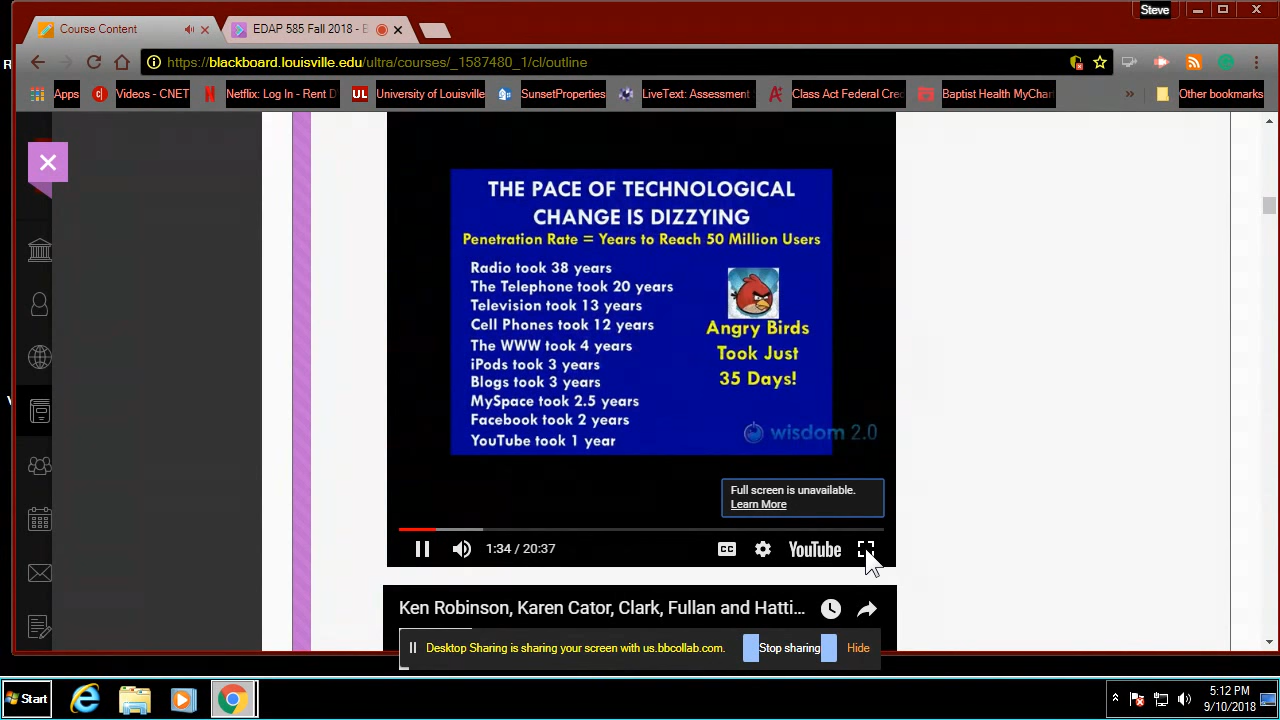 Steve
Course Content
EDAP 585 Fall 2018 - B
https://blackboard.louisville.edu/ultra/courses/_1587480_1/cl/outline
Apps
Videos - CNET
Netflix: Log In - Rent D
UL University of Louisville
SunsetProperties
LiveText: Assessment
Class Act Federal Cred
Baptist Health MyChar
»
Other bookmarks
THE PACE OF TECHNOLOGICAL
CHANGE IS DIZZYING
Penetration Rate = Years to Reach 50 Million Users
Radio took 38 years
The Telephone took 20 years
Television took 13 years
Cell Phones took 12 years
The WWW took 4 years
iPods took 3 years
Blogs took 3 years
MySpace took 2.5 years
Facebook took 2 years
YouTube took 1 year
Angry Birds
Took Just
35 Days!
wisdom 2.0
Full screen is unavailable.
Learn More
1:34 / 20:37
CC
YouTube
Ken Robinson, Karen Cator, Clark, Fullan and Hatti...
Desktop Sharing is sharing your screen with us.bbcollab.com.
Stop sharing
Hide
Start
5:12 PM
9/10/2018